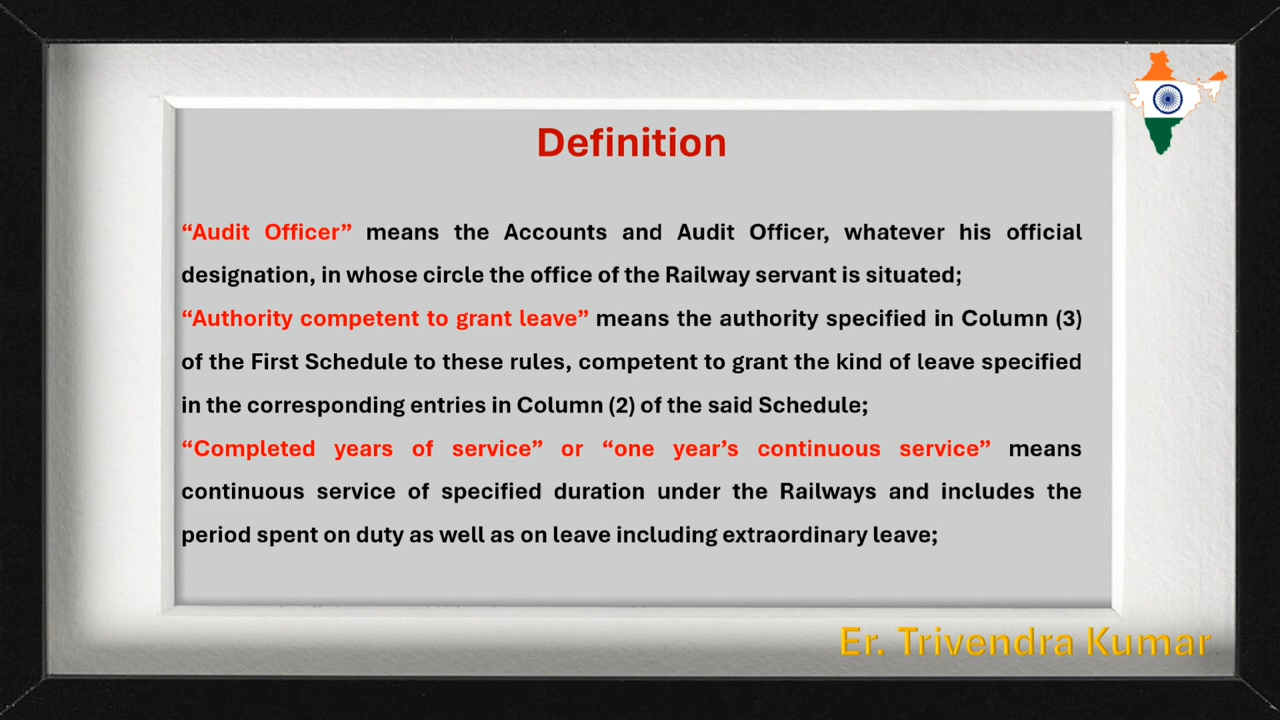 Definition
“Audit Officer” means the Accounts and Audit Officer, whatever his official
designation, in whose circle the office of the Railway servant is situated;
“Authority competent to grant leave” means the authority specified in Column (3)
of the First Schedule to these rules, competent to grant the kind of leave specified
in the corresponding entries in Column (2) of the said Schedule;
“Completed years of service” or “one year’s continuous service” means
continuous service of specified duration under the Railways and includes the
period spent on duty as well as on leave including extraordinary leave;
Er. Trivendra Kumar